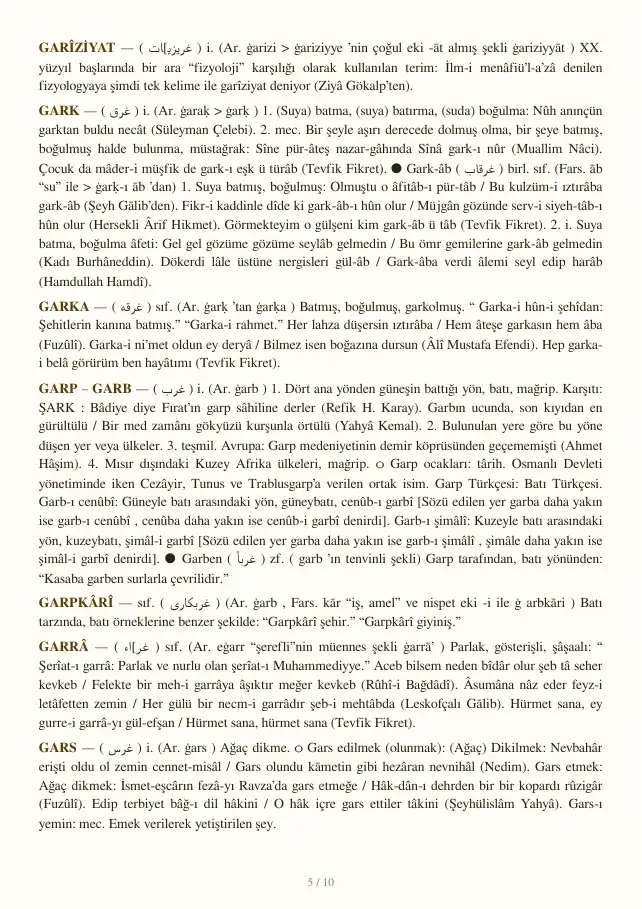 GARÎZİYAT — ( غريزيات ) i. (Ar. ġarizi > ġariziyye 'nin çoğul eki -āt almış şekli ġariziyyāt ) XX.
yüzyıl başlarında bir ara “fizyoloji” karşılığı olarak kullanılan terim: İlm-i menâfiü’l-a’zâ denilen
fizyologyaya şimdi tek kelime ile garîziyat deniyor (Ziyâ Gökalp’ten).
GARK — ( غرق ) i. (Ar. ġaraḳ > ġarḳ ) 1. (Suya) batma, (suya) batırma, (suda) boğulma: Nûh anınçün
garktan buldu necât (Süleyman Çelebi). 2. mec. Bir şeyle aşırı derecede dolmuş olma, bir şeye batmış,
boğulmuş halde bulunma, müstağrak: Sîne pür-âteş nazar-gâhında Sînâ gark-ı nûr (Muallim Nâci).
Çocuk da mâder-i müşfik de gark-ı eşk ü türâb (Tevfik Fikret). ● Gark-âb ( غرقاب ) birl. sıf. (Fars. āb
“su” ile > ġarḳ-ı āb ’dan) 1. Suya batmış, boğulmuş: Olmuştu o âfitâb-ı pür-tâb / Bu kulzüm-i ıztırâba
gark-âb (Şeyh Gālib’den). Fikr-i kaddinle dîde ki gark-âb-ı hûn olur / Müjgân gözünde serv-i siyeh-tâb-ı
hûn olur (Hersekli Ârif Hikmet). Görmekteyim o gülşeni kim gark-âb ü tâb (Tevfik Fikret). 2. i. Suya
batma, boğulma âfeti: Gel gel gözüme gözüme seylâb gelmedin / Bu ömr gemilerine gark-âb gelmedin
(Kadı Burhâneddin). Dökerdi lâle üstüne nergisleri gül-âb / Gark-âba verdi âlemi seyl edip harâb
(Hamdullah Hamdî).
GARKA — ( غرقه ) sıf. (Ar. ġarḳ ’tan ġarḳa ) Batmış, boğulmuş, garkolmuş. “ Garka-i hûn-i şehîdan:
Şehitlerin kanına batmış.” “Garka-i rahmet.” Her lahza düşersin ıztırâba / Hem âteşe garkasın hem âba
(Fuzûlî). Garka-i ni’met oldun ey deryâ / Bilmez isen boğazına dursun (Âlî Mustafa Efendi). Hep garka-
i belâ görürüm ben hayâtımı (Tevfik Fikret).
GARP – GARB — ( غرب ) i. (Ar. ġarb ) 1. Dört ana yönden güneşin battığı yön, batı, mağrip. Karşıtı:
ŞARK : Bâdiye diye Fırat’ın garp sâhiline derler (Refik H. Karay). Garbın ucunda, son kıyıdan en
gürültülü / Bir med zamânı gökyüzü kurşunla örtülü (Yahyâ Kemal). 2. Bulunulan yere göre bu yöne
düşen yer veya ülkeler. 3. teşmil. Avrupa: Garp medeniyetinin demir köprüsünden geçememişti (Ahmet
Hâşim). 4. Mısır dışındaki Kuzey Afrika ülkeleri, mağrip. ○ Garp ocakları: târih. Osmanlı Devleti
yönetiminde iken Cezâyir, Tunus ve Trablusgarp’a verilen ortak isim. Garp Türkçesi: Batı Türkçesi.
Garb-ı cenûbî: Güneyle batı arasındaki yön, güneybatı, cenûb-ı garbî [Sözü edilen yer garba daha yakın
ise garb-ı cenûbî , cenûba daha yakın ise cenûb-i garbî denirdi]. Garb-ı şimâlî: Kuzeyle batı arasındaki
yön, kuzeybatı, şimâl-i garbî [Sözü edilen yer garba daha yakın ise garb-ı şimâlî , şimâle daha yakın ise
şimâl-i garbî denirdi]. ● Garben ( غرباً ) zf. ( garb ’ın tenvinli şekli) Garp tarafından, batı yönünden:
“Kasaba garben surlarla çevrilidir.”
GARPKÂRÎ — sıf. ( غربكارى ) (Ar. ġarb , Fars. kār “iş, amel” ve nispet eki -i ile ġ arbkāri ) Batı
tarzında, batı örneklerine benzer şekilde: “Garpkârî şehir.” “Garpkârî giyiniş.”
GARRÂ — ( غراء ) sıf. (Ar. eġarr “şerefli”nin müennes şekli ġarrā’ ) Parlak, gösterişli, şâşaalı: “
Şerîat-ı garrâ: Parlak ve nurlu olan şerîat-ı Muhammediyye.” Aceb bilsem neden bîdâr olur şeb tâ seher
kevkeb / Felekte bir meh-i garrâya âşıktır meğer kevkeb (Rûhî-i Bağdâdî). Âsumâna nâz eder feyz-i
letâfetten zemin / Her gülü bir necm-i garrâdır şeb-i mehtâbda (Leskofçalı Gālib). Hürmet sana, ey
gurre-i garrâ-yı gül-efşan / Hürmet sana, hürmet sana (Tevfik Fikret).
GARS — ( غرس ) i. (Ar. ġars ) Ağaç dikme. ○ Gars edilmek (olunmak): (Ağaç) Dikilmek: Nevbahâr
erişti oldu ol zemin cennet-misâl / Gars olundu kāmetin gibi hezâran nevnihâl (Nedim). Gars etmek:
Ağaç dikmek: İsmet-eşcârın fezâ-yı Ravza’da gars etmeğe / Hâk-dân-ı dehrden bir bir kopardı rûzigâr
(Fuzûlî). Edip terbiyet bâğ-ı dil hâkini / O hâk içre gars ettiler tâkini (Şeyhülislâm Yahyâ). Gars-ı
yemin: mec. Emek verilerek yetiştirilen şey.
5 / 10